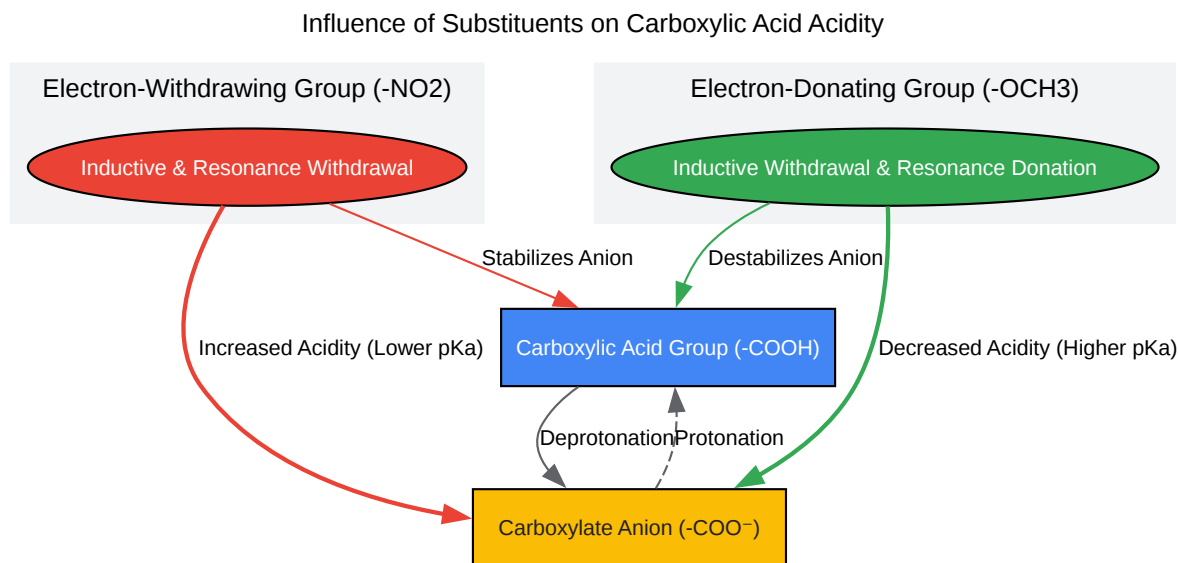 Influence of Substituents on Carboxylic Acid Acidity
Electron-Withdrawing Group (-NO2)
Electron-Donating Group (-OCH3)
Inductive & Resonance Withdrawal
Inductive Withdrawal & Resonance Donation
Stabilizes Anion
Destabilizes Anion
Increased Acidity (Lower pKa)
Carboxylic Acid Group (-COOH)
Decreased Acidity (Higher pKa)
Deprotonation
Protonation
Carboxylate Anion (-COO⁻)